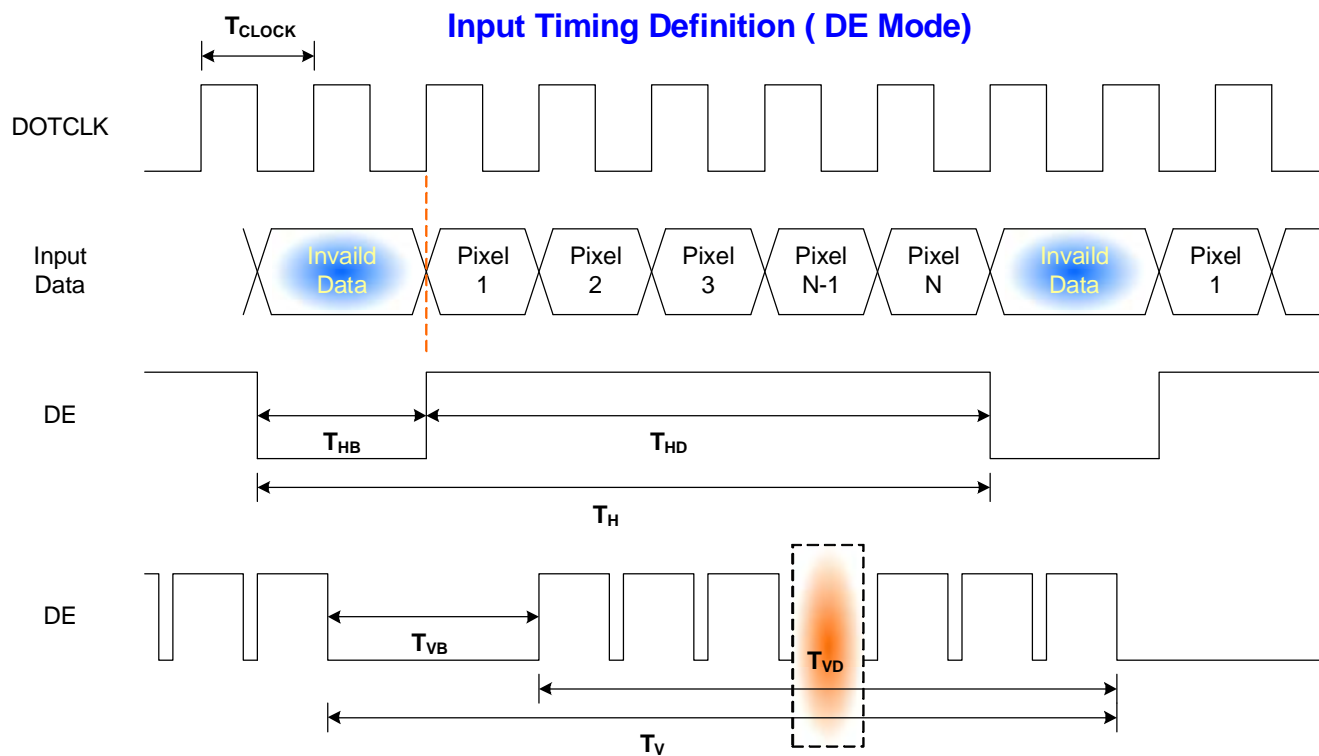 Input Timing Definition ( DE Mode)
TCLOCK
DOTCLK
Input
Data
Invaild
Data
Pixel
1
Pixel
2
Pixel
3
Pixel
N-1
Pixel
N
Invaild
Data
Pixel
1
DE
THB
THD
TH
DE
TVB
TVD
TV